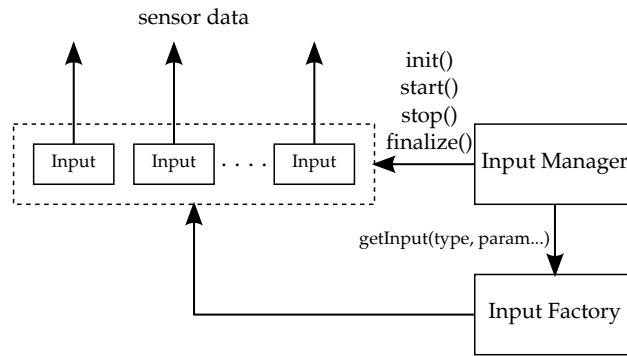 sensor data
init()
start()
stop()
finalize()
Input
Input
. . . .
Input
Input Manager
getInput(type, param...)
Input Factory